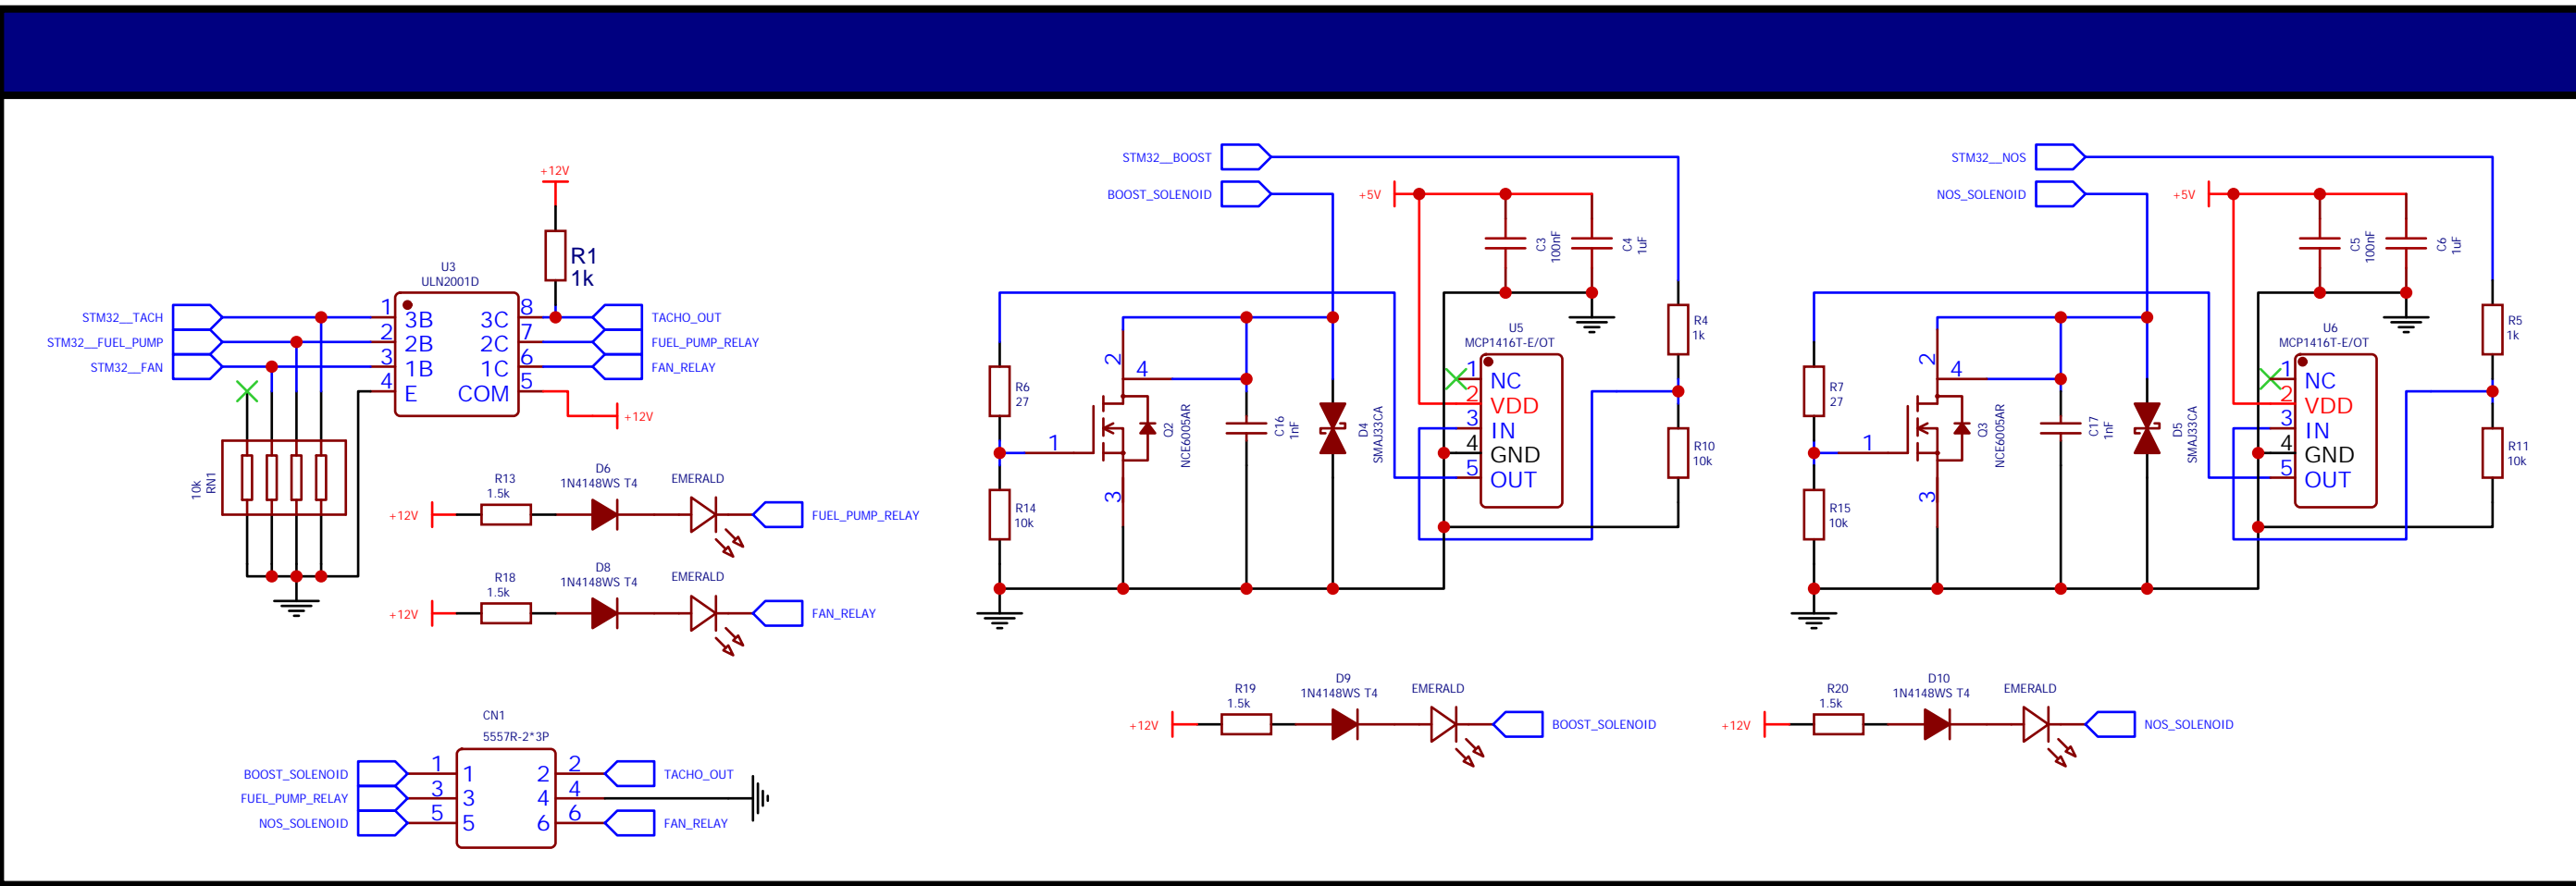 +12V
R1
1k
U3
ULN2001D
STM32__TACH
STM32__FUEL_PUMP
STM32__FAN
1 3B 3C 8
2 2B 2C 7
3 1B 1C 6
4 E COM 5
TACHO_OUT
FUEL_PUMP_RELAY
FAN_RELAY
+12V
10k
RN1
+12V
R13
1.5k
D6
1N4148WS T4
EMERALD
FUEL_PUMP_RELAY
+12V
R18
1.5k
D8
1N4148WS T4
EMERALD
FAN_RELAY
CN1
5557R-2*3P
BOOST_SOLENOID 1 1 2 2 TACHO_OUT
FUEL_PUMP_RELAY 3 3 4 4
NOS_SOLENOID 5 5 6 6 FAN_RELAY
STM32__BOOST
BOOST_SOLENOID
+5V
C3
100nF
C4
1uF
R6
27
R14
10k
2
4
1
3
Q2
NCE6005AR
C16
1nF
D4
SMAJ33CA
U5
MCP1416T-E/OT
1 NC
2 VDD
3 IN
4 GND
5 OUT
R4
1k
R10
10k
+12V
R19
1.5k
D9
1N4148WS T4
EMERALD
BOOST_SOLENOID
STM32__NOS
NOS_SOLENOID
+5V
C5
100nF
C6
1uF
R7
27
R15
10k
2
4
1
3
Q3
NCE6005AR
C17
1nF
D5
SMAJ33CA
U6
MCP1416T-E/OT
1 NC
2 VDD
3 IN
4 GND
5 OUT
R5
1k
R11
10k
+12V
R20
1.5k
D10
1N4148WS T4
EMERALD
NOS_SOLENOID